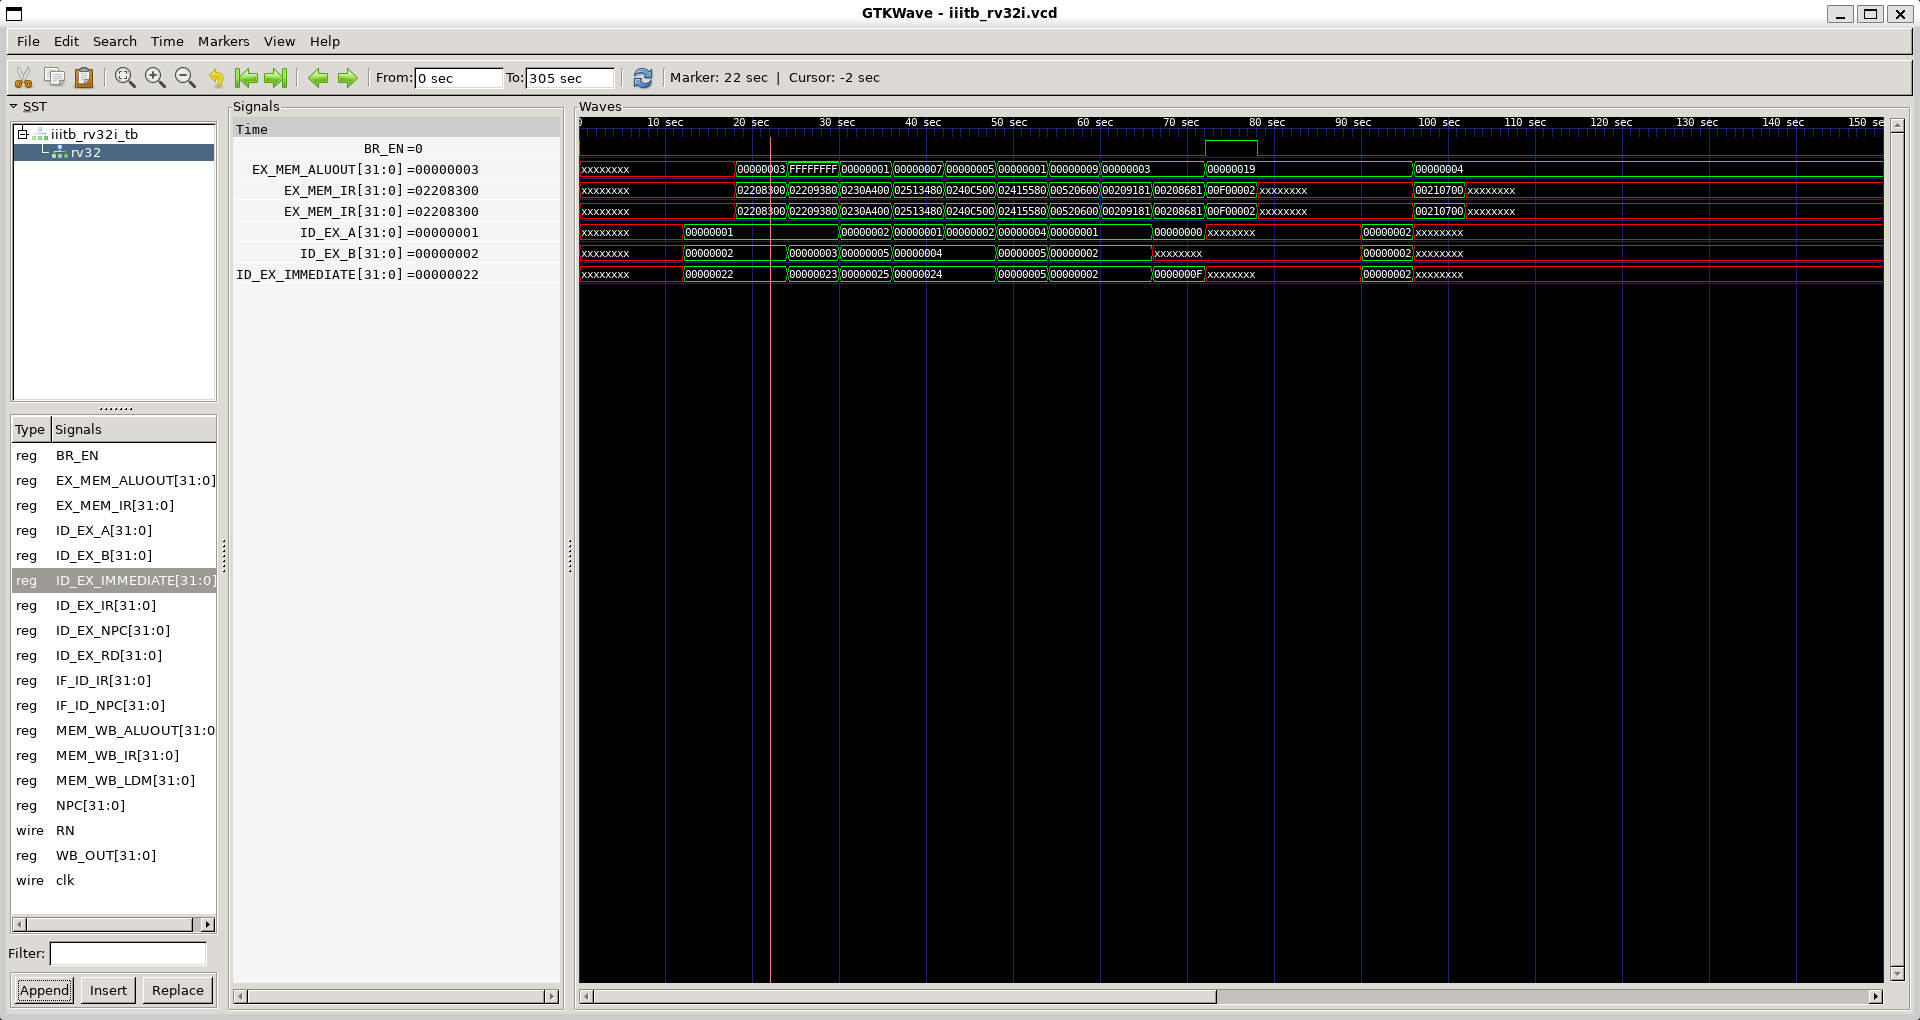 GTKWave - iiitb_rv32i.vcd
File Edit Search Time Markers View Help
From: 0 sec To: 305 sec Marker: 22 sec | Cursor: -2 sec
SST
iiitb_rv32i_tb
rv32
Type Signals
reg BR_EN
reg EX_MEM_ALUOUT[31:0]
reg EX_MEM_IR[31:0]
reg ID_EX_A[31:0]
reg ID_EX_B[31:0]
reg ID_EX_IMMEDIATE[31:0]
reg ID_EX_IR[31:0]
reg ID_EX_NPC[31:0]
reg ID_EX_RD[31:0]
reg IF_ID_IR[31:0]
reg IF_ID_NPC[31:0]
reg MEM_WB_ALUOUT[31:0
reg MEM_WB_IR[31:0]
reg MEM_WB_LDM[31:0]
reg NPC[31:0]
wire RN
reg WB_OUT[31:0]
wire clk
Filter:
Append Insert Replace
Signals
Time
BR_EN =0
EX_MEM_ALUOUT[31:0] =00000003
EX_MEM_IR[31:0] =02208300
EX_MEM_IR[31:0] =02208300
ID_EX_A[31:0] =00000001
ID_EX_B[31:0] =00000002
ID_EX_IMMEDIATE[31:0] =00000022
Waves
0 10 sec 20 sec 30 sec 40 sec 50 sec 60 sec 70 sec 80 sec 90 sec 100 sec 110 sec 120 sec 130 sec 140 sec 150 se
xxxxxxxx 00000003 FFFFFFFF 00000001 00000007 00000005 00000001 00000009 00000003 00000019 00000004
xxxxxxxx 02208300 02209380 0230A400 02513480 0240C500 02415580 00520600 00209181 00208681 00F00002 xxxxxxxx 00210700 xxxxxxxx
xxxxxxxx 02208300 02209380 0230A400 02513480 0240C500 02415580 00520600 00209181 00208681 00F00002 xxxxxxxx 00210700 xxxxxxxx
xxxxxxxx 00000001 00000002 00000001 00000002 00000004 00000001 00000000 xxxxxxxx 00000002 xxxxxxxx
xxxxxxxx 00000002 00000003 00000005 00000004 00000005 00000002 xxxxxxxx 00000002 xxxxxxxx
xxxxxxxx 00000022 00000023 00000025 00000024 00000005 00000002 0000000F xxxxxxxx 00000002 xxxxxxxx